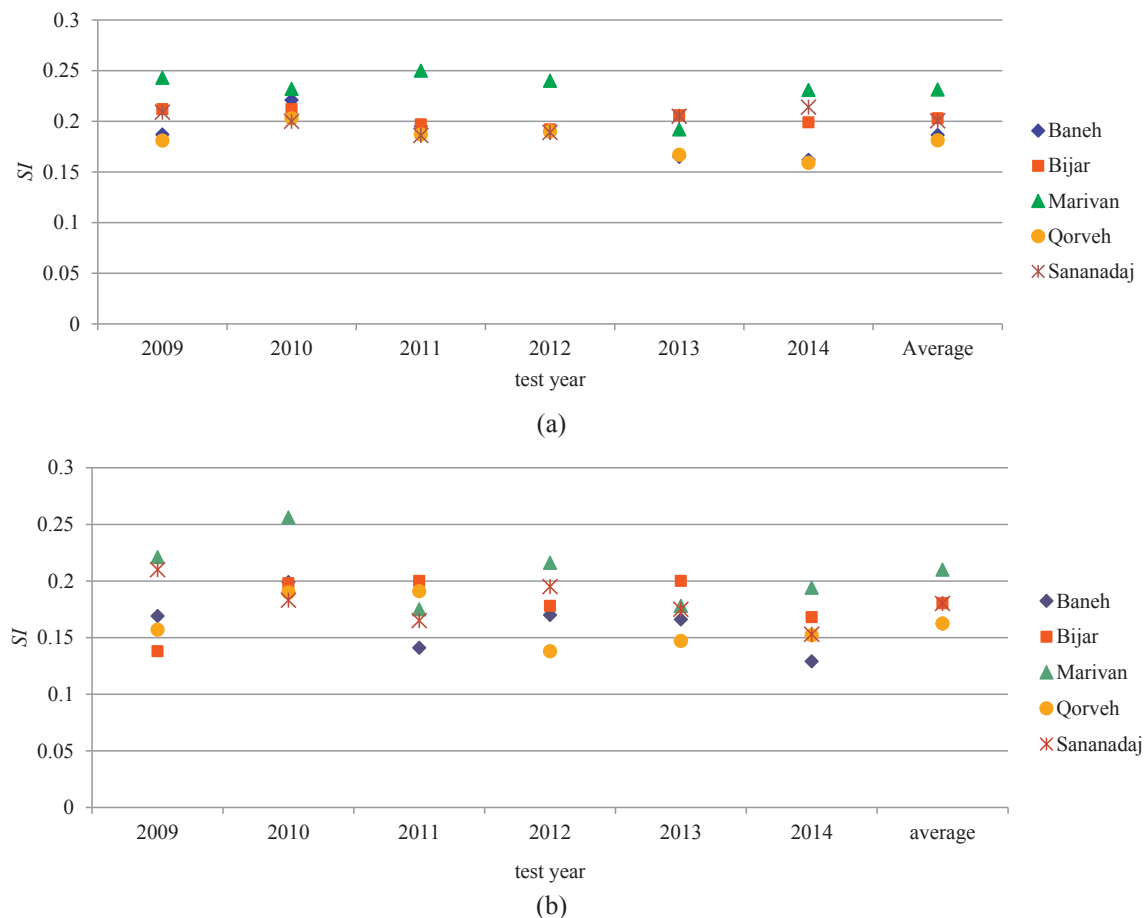 0.3
0.25
0.2
0.15
0.1
0.05
0
SI
2009 2010 2011 2012 2013 2014 Average
test year
Baneh
Bijar
Marivan
Qorveh
Sananadaj
(a)
0.3
0.25
0.2
0.15
0.1
0.05
0
SI
2009 2010 2011 2012 2013 2014 average
test year
Baneh
Bijar
Marivan
Qorveh
Sananadaj
(b)